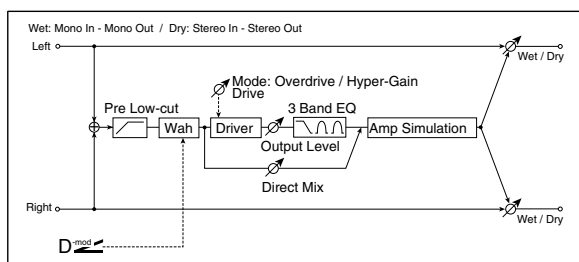 Wet: Mono In - Mono Out / Dry: Stereo In - Stereo Out
Left
Wet / Dry
Mode: Overdrive / Hyper-Gain
Drive
Pre Low-cut
3 Band EQ
Wah
Driver
Amp Simulation
Output Level
Direct Mix
Right
Wet / Dry
D-mod